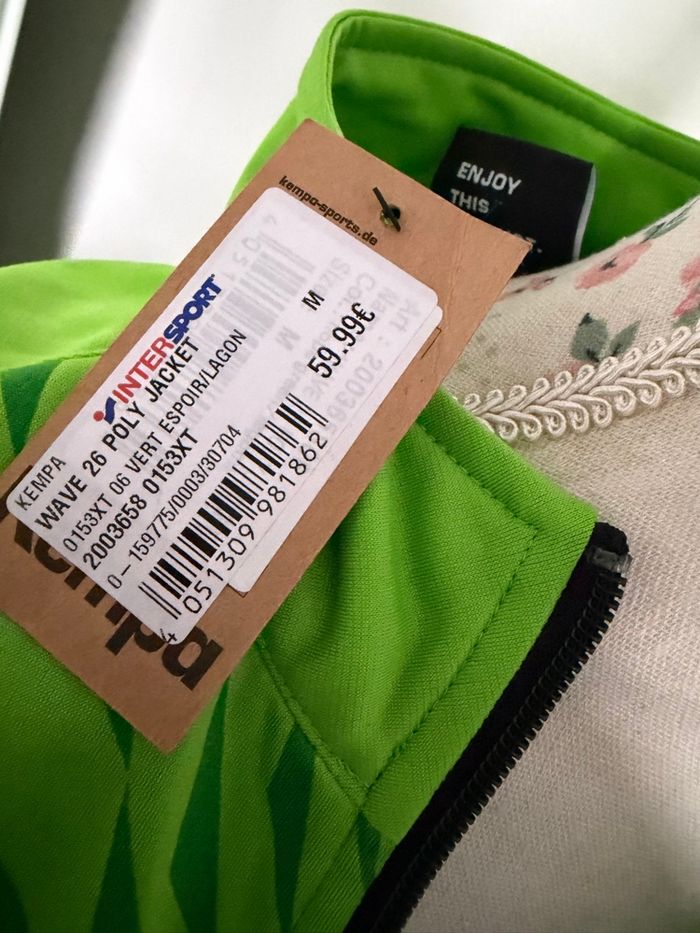 ENJOY
THIS
kempa-sports.de
INTERSPORT
KEMPA M
WAVE 26 POLY JACKET 59.99€
0153XT 06 VERT ESPOIR/LAGON
2003658 0153XT
0-159775/0003/30704
4 051309 981862
kempa